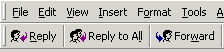 File Edit View Insert Format Tools A
Reply Reply to All Forward